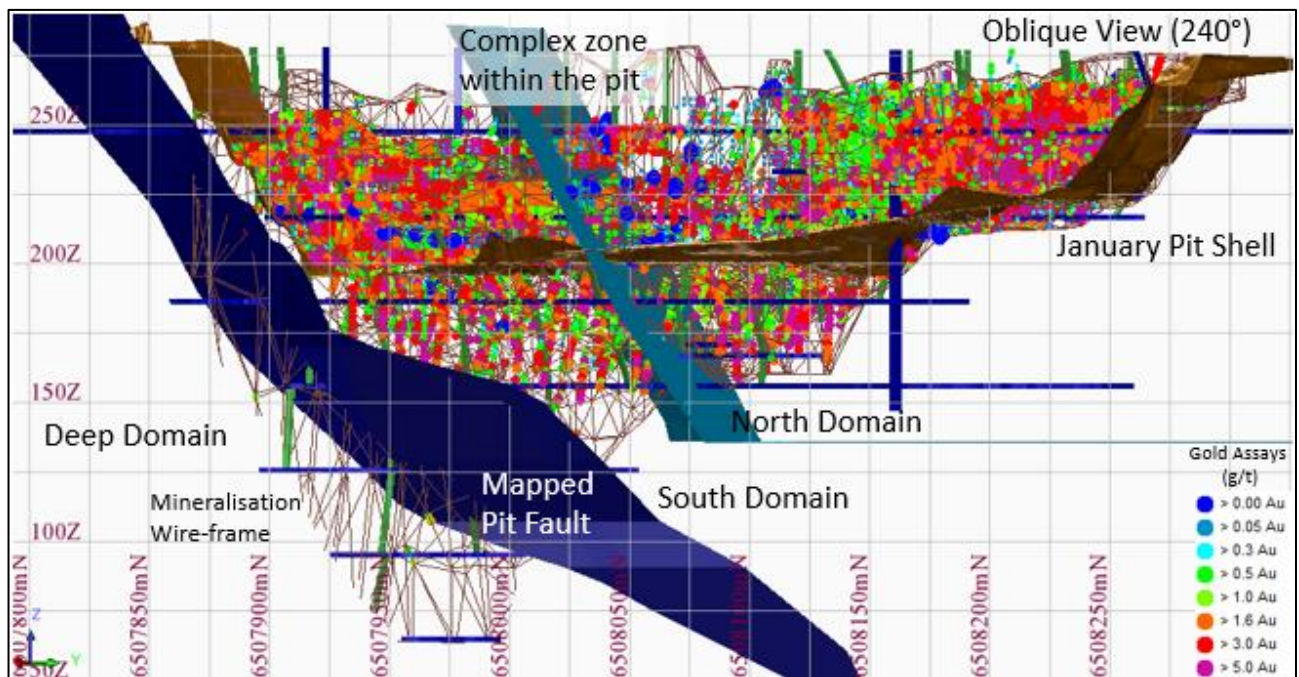 Oblique View (240°)
Complex zone
within the pit
250Z
200Z
January Pit Shell
150Z
North Domain
Deep Domain
South Domain
Mapped
Pit Fault
Mineralisation
Wire-frame
100Z
Gold Assays
(g/t)
> 0.00 Au
> 0.05 Au
> 0.3 Au
> 0.5 Au
> 1.0 Au
> 1.6 Au
> 3.0 Au
> 5.0 Au
6507850mN
6507900mN
6508050mN
6508100mN
6508150mN
6508200mN
6508250mN
Z
Y
50Z